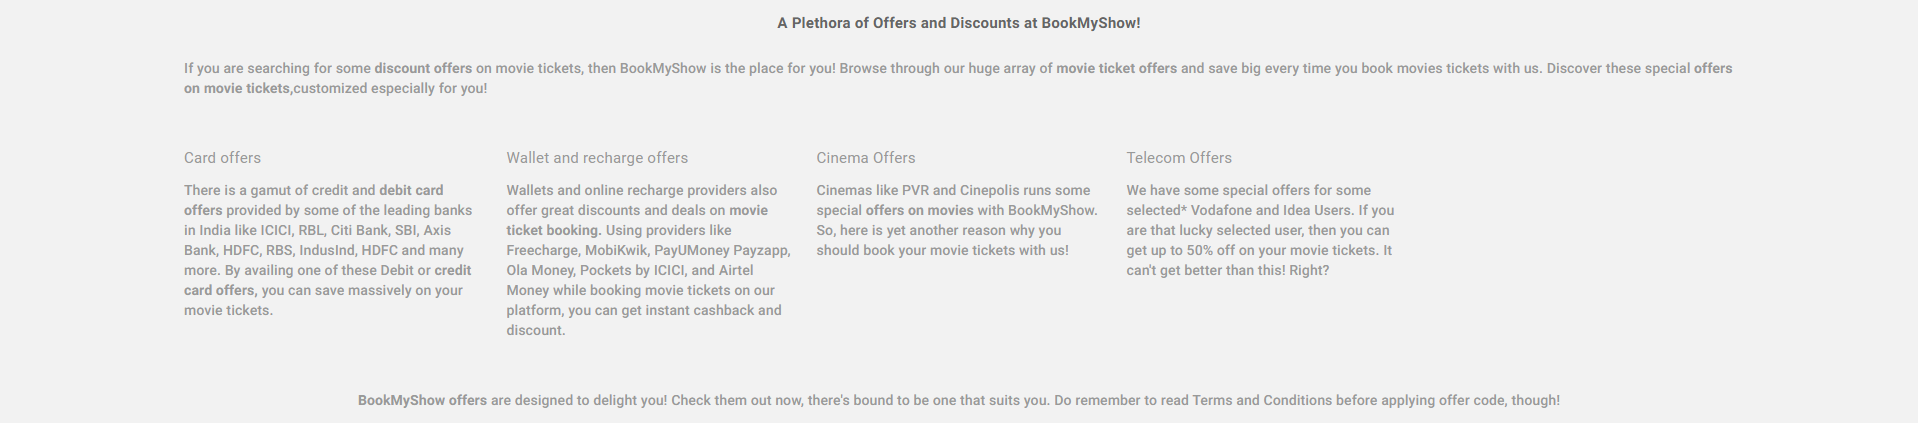 A Plethora of Offers and Discounts at BookMyShow!
If you are searching for some discount offers on movie tickets, then BookMyShow is the place for you! Browse through our huge array of movie ticket offers and save big every time you book movies tickets with us. Discover these special offers
on movie tickets,customized especially for you!
Card offers
There is a gamut of credit and debit card
offers provided by some of the leading banks
in India like ICICI, RBL, Citi Bank, SBI, Axis
Bank, HDFC, RBS, IndusInd, HDFC and many
more. By availing one of these Debit or credit
card offers, you can save massively on your
movie tickets.
Wallet and recharge offers
Wallets and online recharge providers also
offer great discounts and deals on movie
ticket booking. Using providers like
Freecharge, MobiKwik, PayUMoney Payzapp,
Ola Money, Pockets by ICICI, and Airtel
Money while booking movie tickets on our
platform, you can get instant cashback and
discount.
Cinema Offers
Cinemas like PVR and Cinepolis runs some
special offers on movies with BookMyShow.
So, here is yet another reason why you
should book your movie tickets with us!
Telecom Offers
We have some special offers for some
selected* Vodafone and Idea Users. If you
are that lucky selected user, then you can
get up to 50% off on your movie tickets. It
can't get better than this! Right?
BookMyShow offers are designed to delight you! Check them out now, there's bound to be one that suits you. Do remember to read Terms and Conditions before applying offer code, though!